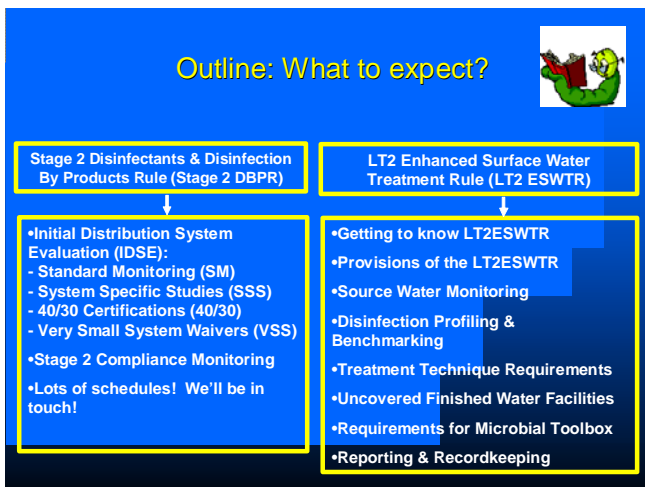 Outline: What to expect?
Stage 2 Disinfectants & Disinfection
By Products Rule (Stage 2 DBPR)
•Initial Distribution System
Evaluation (IDSE):
- Standard Monitoring (SM)
- System Specific Studies (SSS)
- 40/30 Certifications (40/30)
- Very Small System Waivers (VSS)
•Stage 2 Compliance Monitoring
•Lots of schedules! We'll be in
touch!
LT2 Enhanced Surface Water
Treatment Rule (LT2 ESWTR)
•Getting to know LT2ESWTR
•Provisions of the LT2ESWTR
•Source Water Monitoring
•Disinfection Profiling &
Benchmarking
•Treatment Technique Requirements
•Uncovered Finished Water Facilities
•Requirements for Microbial Toolbox
•Reporting & Recordkeeping